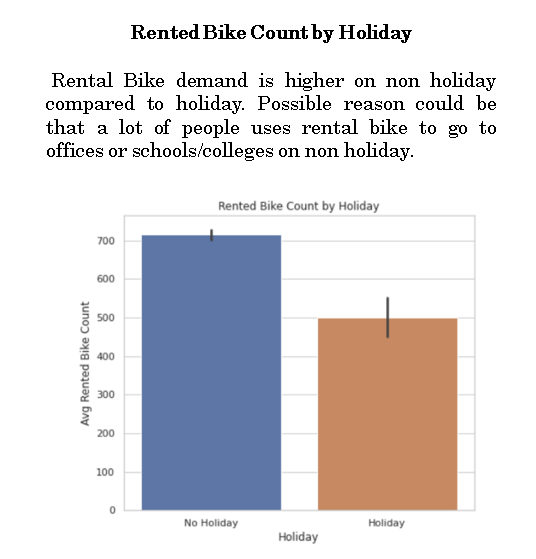 Rented Bike Count by Holiday
Rental Bike demand is higher on non holiday
compared to holiday. Possible reason could be
that a lot of people uses rental bike to go to
offices or schools/colleges on non holiday.
Rented Bike Count by Holiday
Avg Rented Bike Count
700
600
500
400
300
200
100
0
No Holiday
Holiday
Holiday